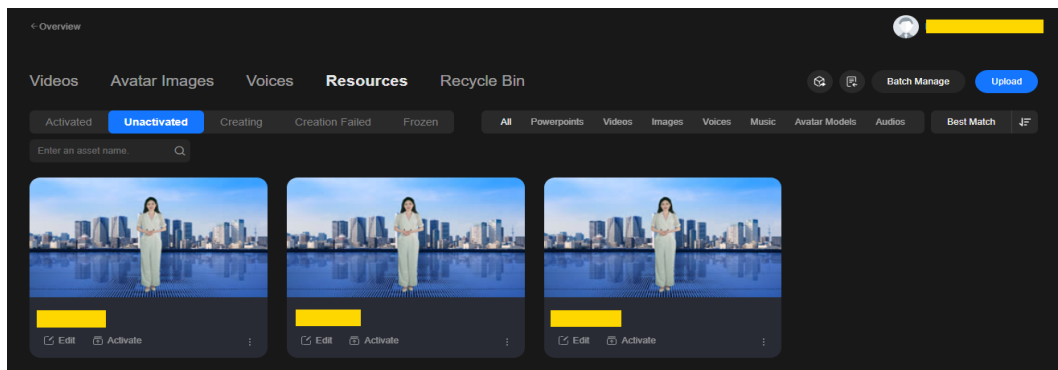 ← Overview
Videos Avatar Images Voices Resources Recycle Bin Batch Manage Upload
Activated Unactivated Creating Creation Failed Frozen All Powerpoints Videos Images Voices Music Avatar Models Audios Best Match
Enter an asset name.
Edit Activate Edit Activate Edit Activate